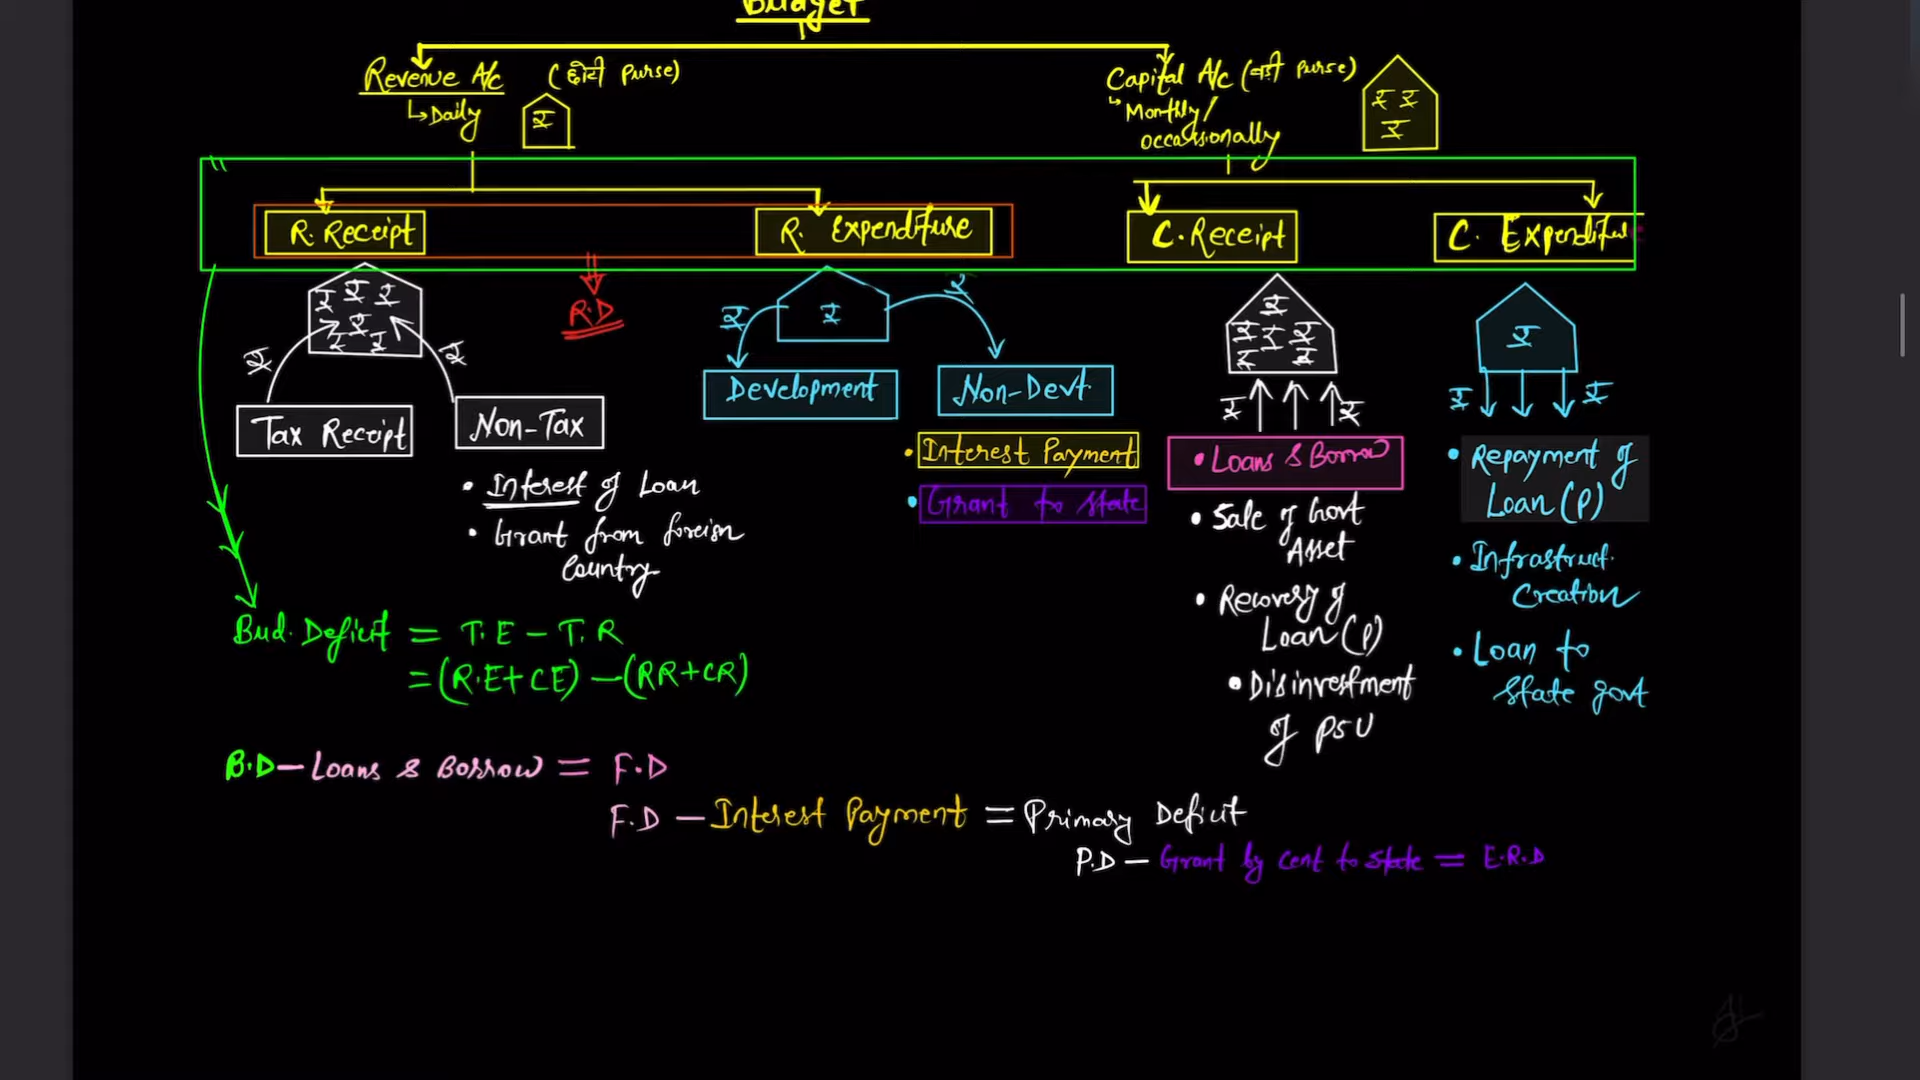 Budget
Revenue A/c (छोटी Purse)
↳ Daily
₹
Capital A/c (बड़ी Purse)
↳ Monthly/
occassionally
₹ ₹
₹
R. Receipt
R. Expenditure
C. Receipt
C. Expenditu
R.D
₹ ₹ ₹
₹
₹ ₹
₹ ₹
Tax Receipt
Non-Tax
• Interest of Loan
• Grant from foreign
Country
₹
₹ ₹
Development
Non-Devt.
• Interest Payment
• Grant to State
₹
₹ ₹ ₹
₹ ₹
₹ ₹
• Loans & Borrow
• Sale of Govt
Asset
• Recovery of
Loan (P)
• Disinvestment
of PSU
₹
₹ ₹
• Repayment of
Loan (P)
• Infrastruct.
Creation
• Loan to
State govt
Bud. Deficit = T.E – T.R
= (R.E + CE) – (RR + CR)
B.D – Loans & Borrow = F.D
F.D – Interest Payment = Primary Deficit
P.D – Grant by Cent to State = E.R.D